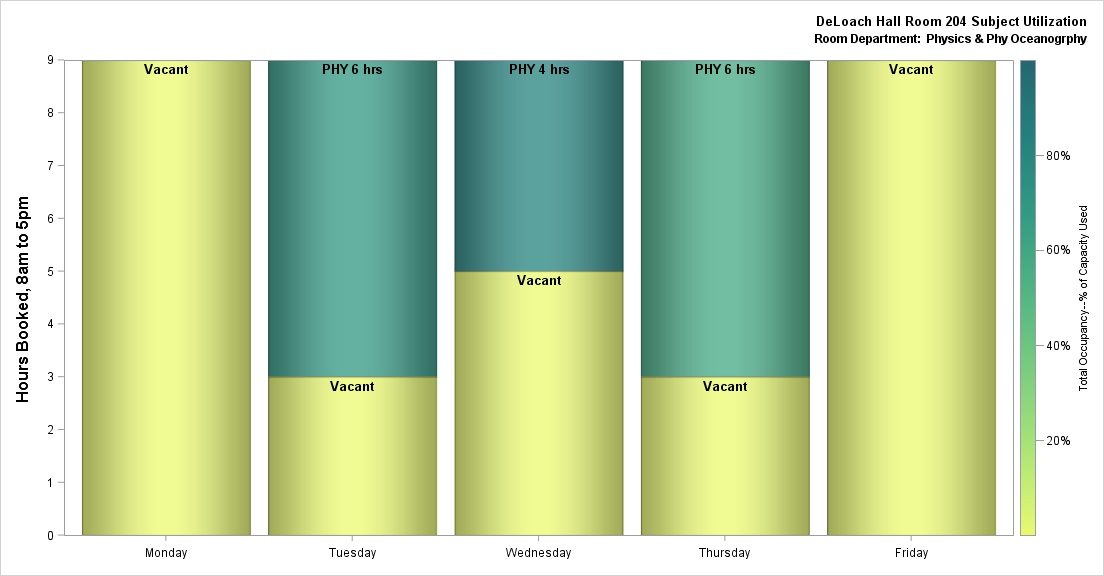 DeLoach Hall Room 204 Subject Utilization
Room Department: Physics & Phy Oceanogrphy
Hours Booked, 8am to 5pm
9
8
7
6
5
4
3
2
1
0
Vacant
PHY 6 hrs
PHY 4 hrs
PHY 6 hrs
Vacant
Vacant
Vacant
Vacant
Monday
Tuesday
Wednesday
Thursday
Friday
80%
60%
40%
20%
Total Occupancy--% of Capacity Used